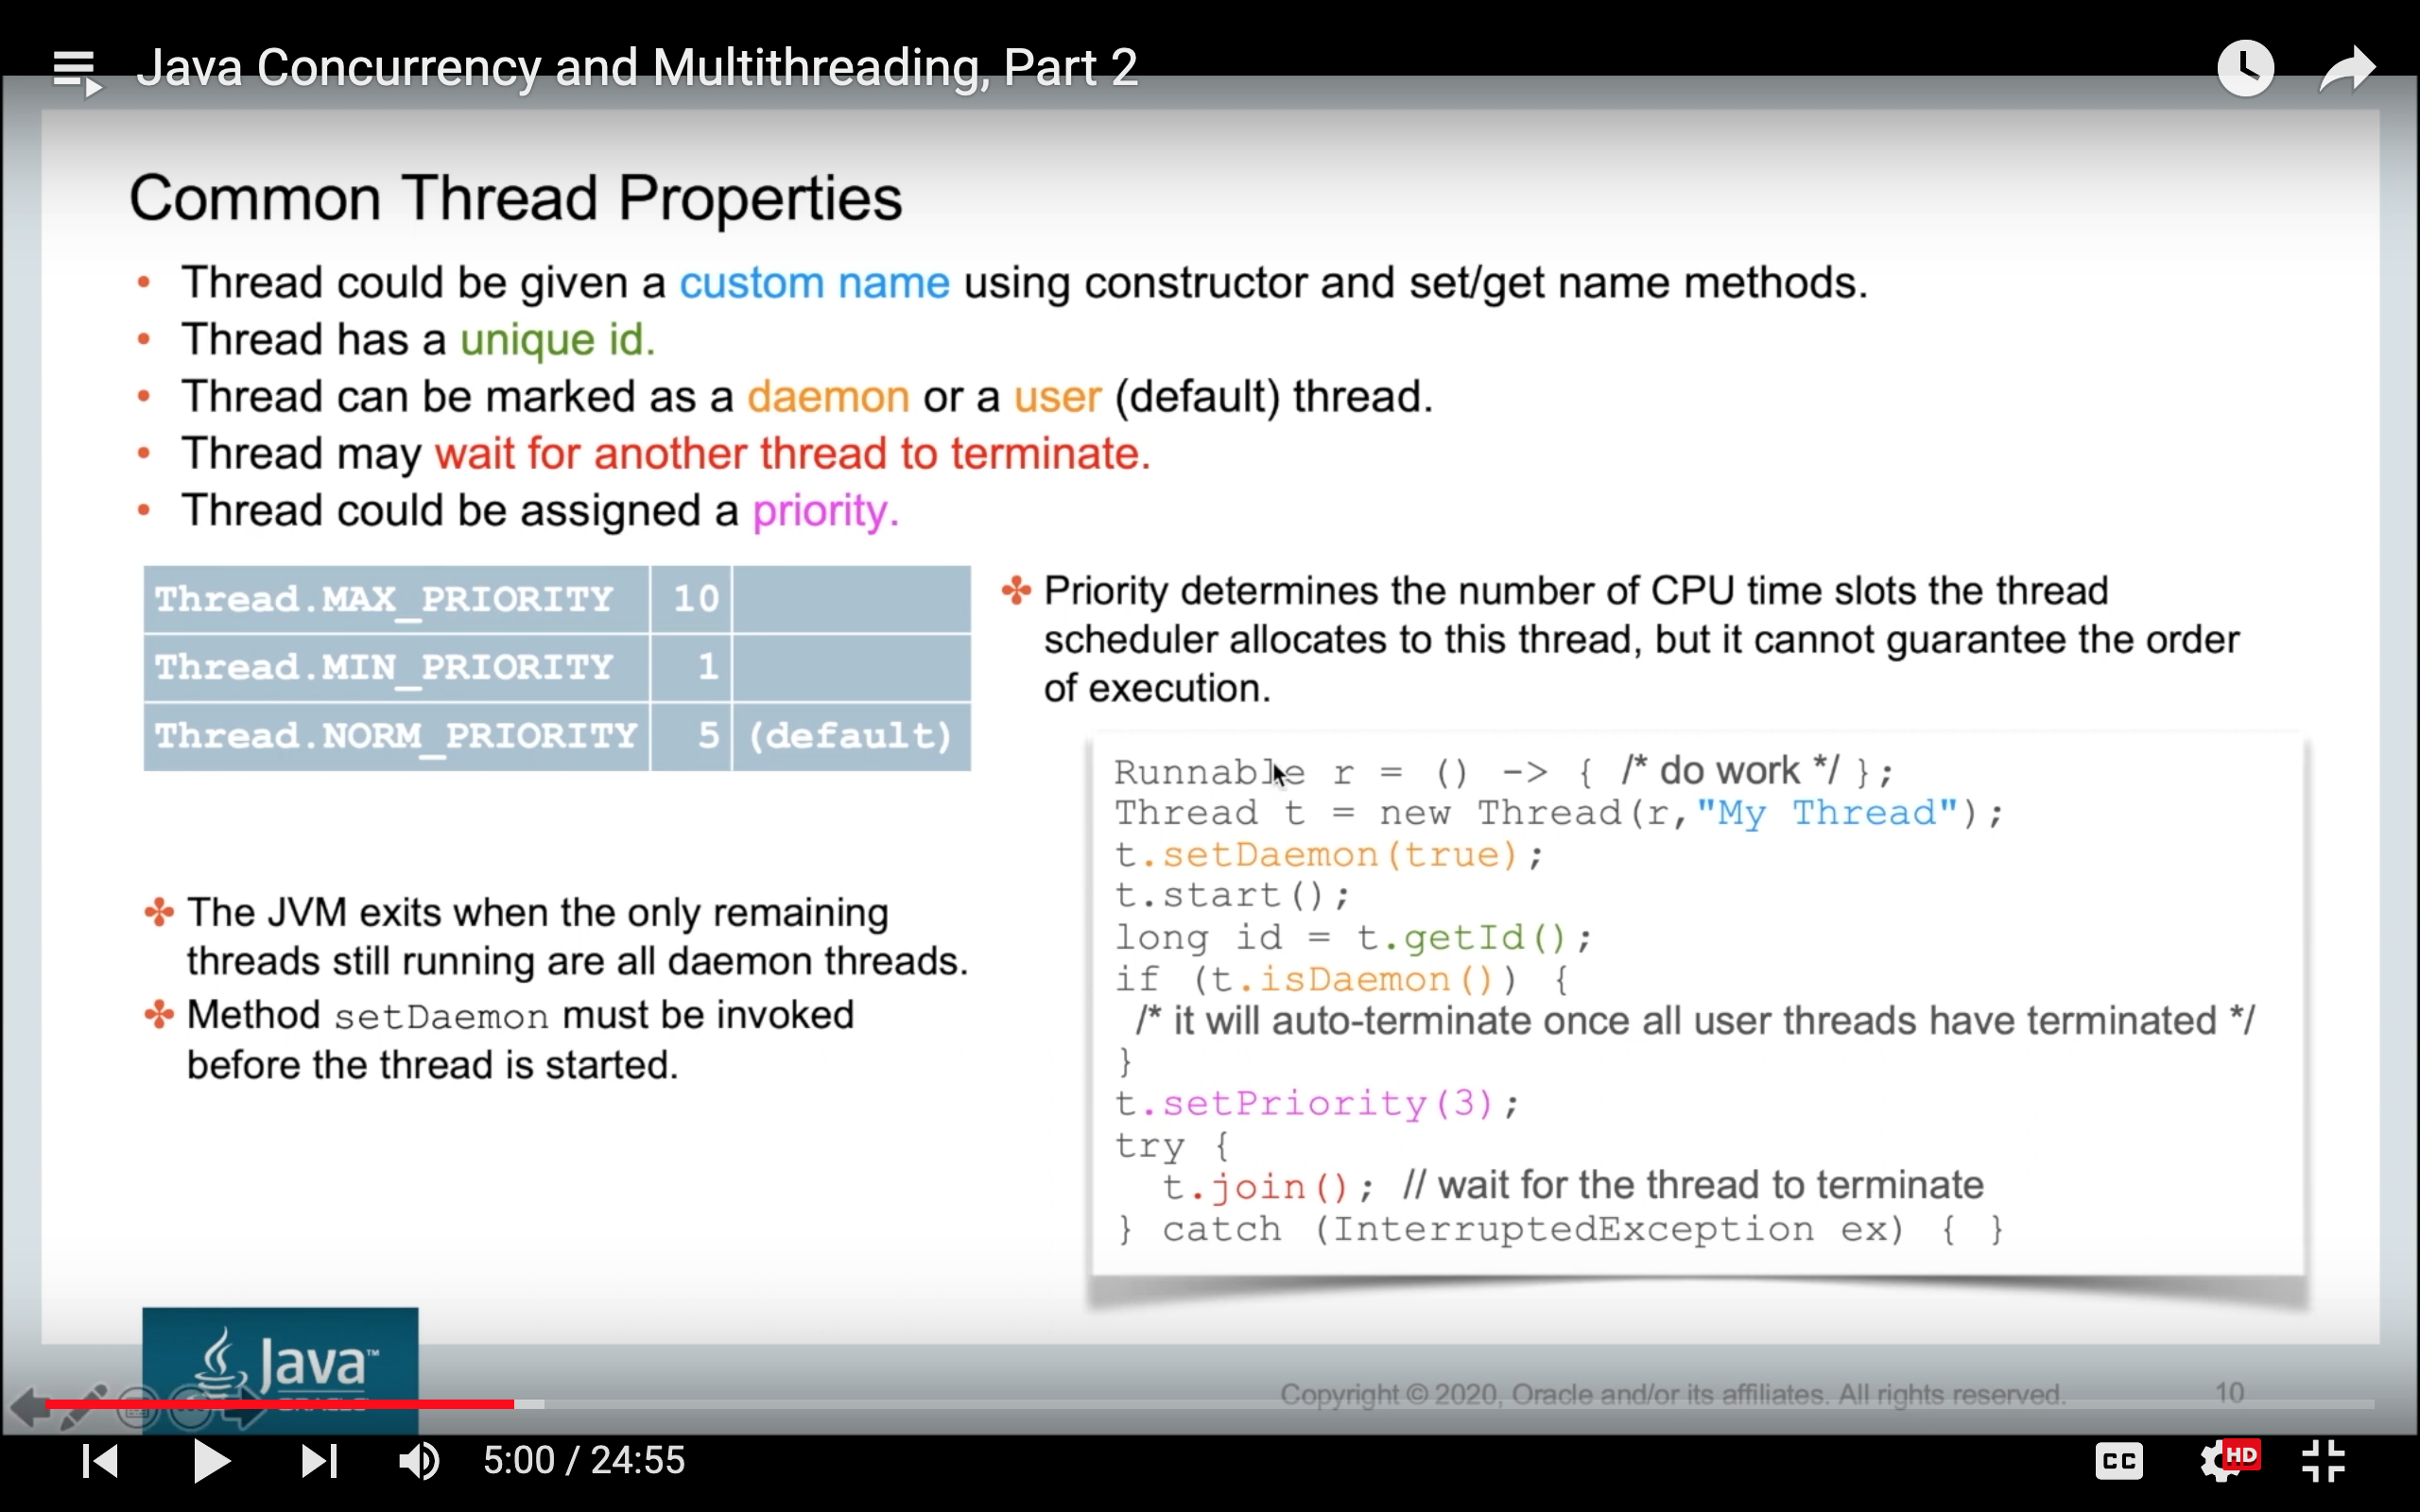 Java Concurrency and Multithreading, Part 2
Common Thread Properties
• Thread could be given a custom name using constructor and set/get name methods.
• Thread has a unique id.
• Thread can be marked as a daemon or a user (default) thread.
• Thread may wait for another thread to terminate.
• Thread could be assigned a priority.
Thread.MAX_PRIORITY 10
Thread.MIN_PRIORITY 1
Thread.NORM_PRIORITY 5 (default)
Priority determines the number of CPU time slots the thread
scheduler allocates to this thread, but it cannot guarantee the order
of execution.
The JVM exits when the only remaining
threads still running are all daemon threads.
Method setDaemon must be invoked
before the thread is started.
Runnable r = () -> { /* do work */ };
Thread t = new Thread(r,"My Thread");
t.setDaemon(true);
t.start();
long id = t.getId();
if (t.isDaemon()) {
/* it will auto-terminate once all user threads have terminated */
}
t.setPriority(3);
try {
t.join(); // wait for the thread to terminate
} catch (InterruptedException ex) { }
Java™
ORACLE
Copyright © 2020, Oracle and/or its affiliates. All rights reserved.
10
5:00 / 24:55
CC
HD